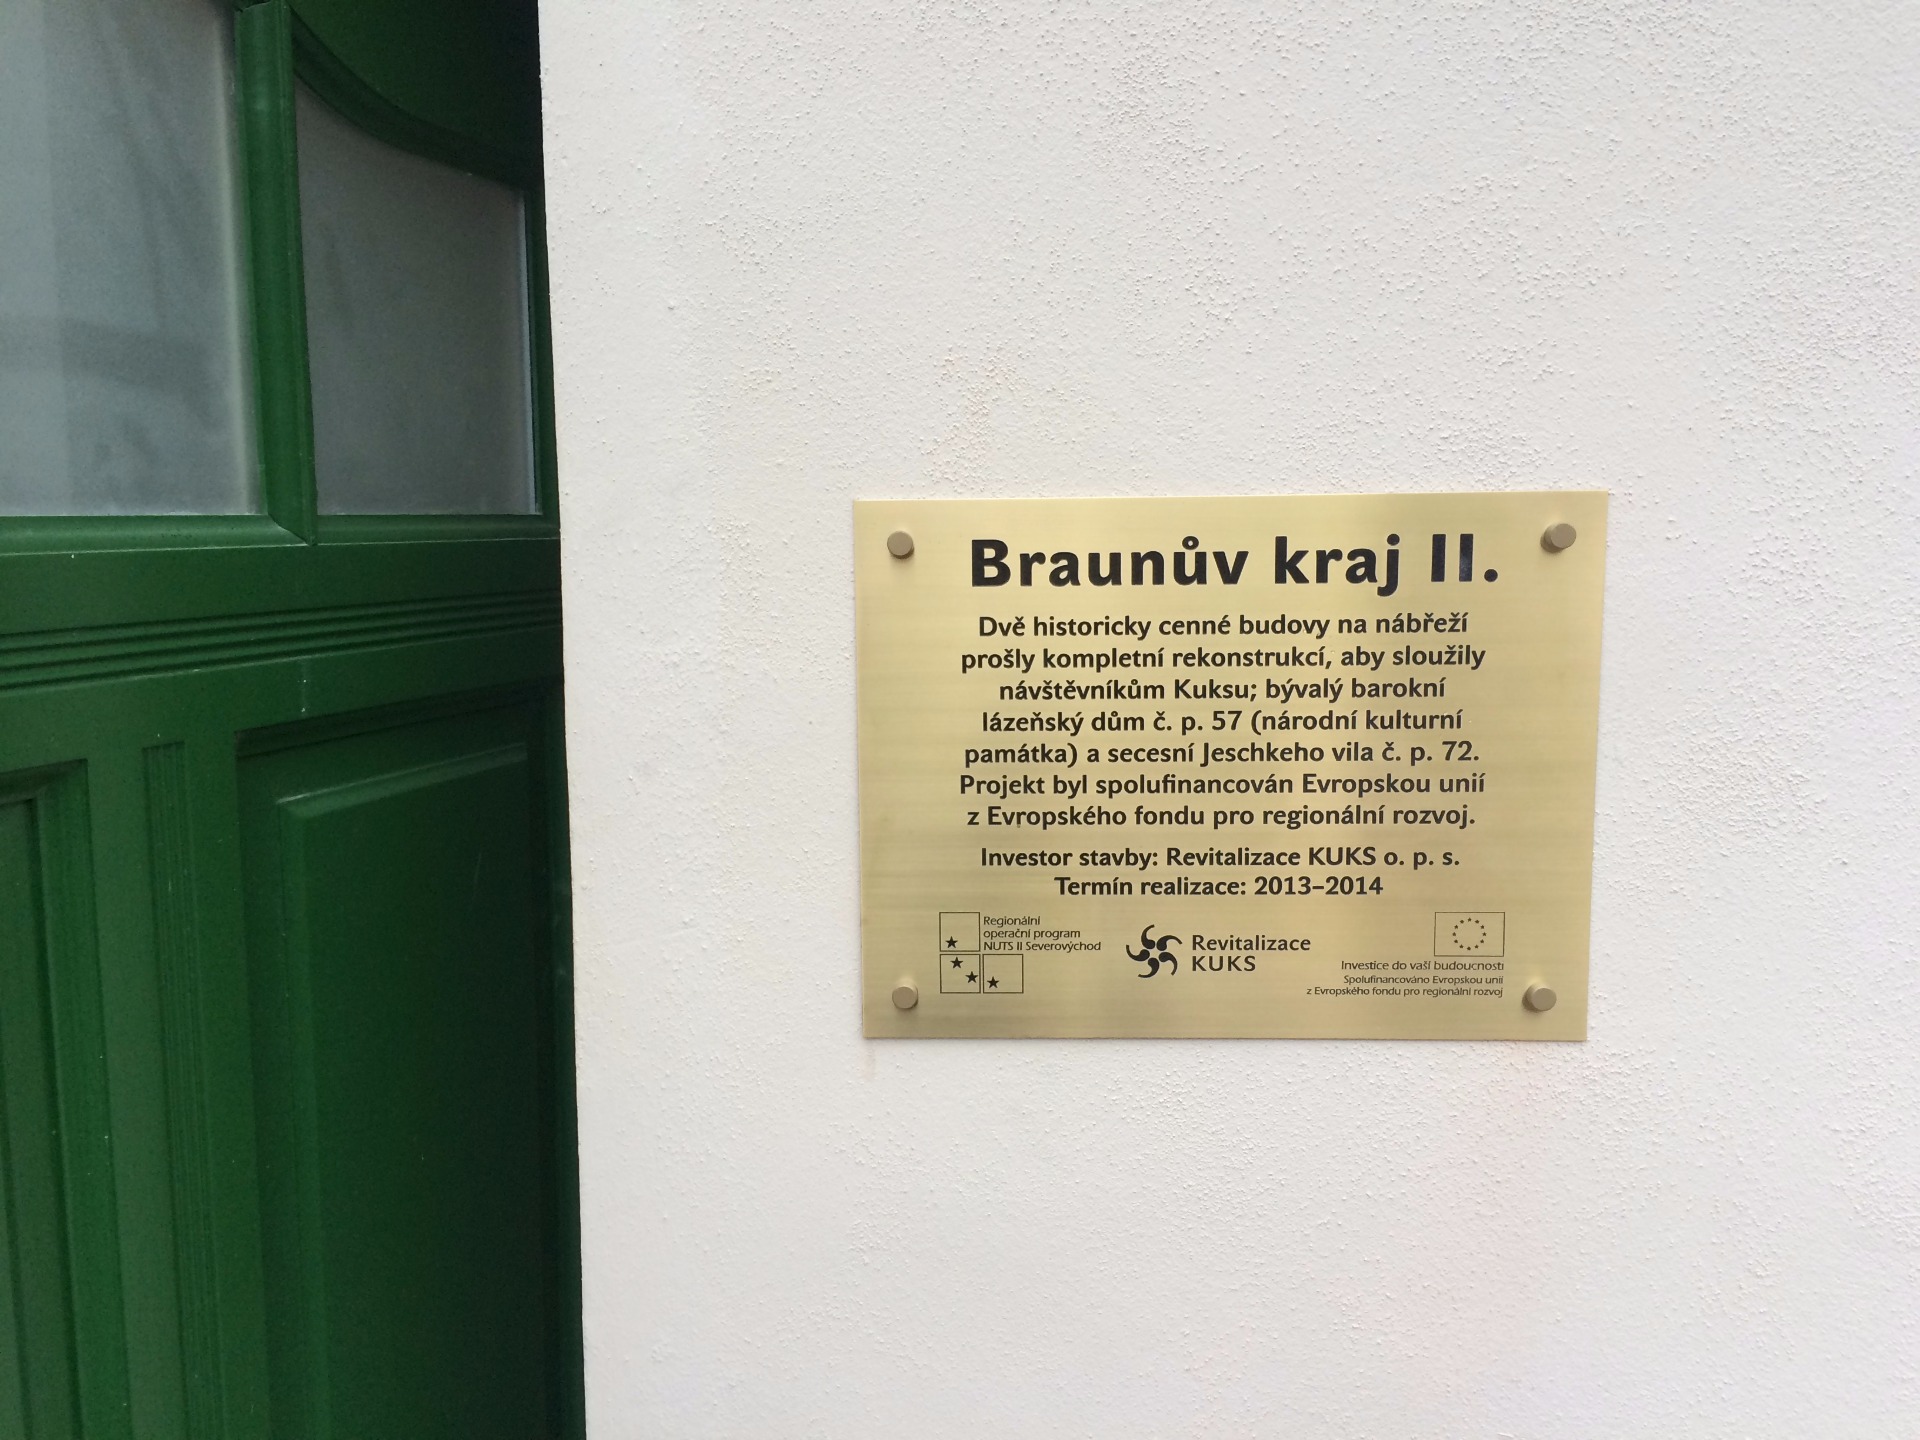 Braunův kraj II.
Dvě historicky cenné budovy na nábřeží
prošly kompletní rekonstrukcí, aby sloužily
návštěvníkům Kuksu; bývalý barokní
lázeňský dům č. p. 57 (národní kulturní
památka) a secesní Jeschkeho vila č. p. 72.
Projekt byl spolufinancován Evropskou unií
z Evropského fondu pro regionální rozvoj.
Investor stavby: Revitalizace KUKS o. p. s.
Termín realizace: 2013–2014
Regionální
operační program
NUTS II Severovýchod
Revitalizace
KUKS
Investice do vaší budoucnosti
Spolufinancováno Evropskou unií
z Evropského fondu pro regionální rozvoj